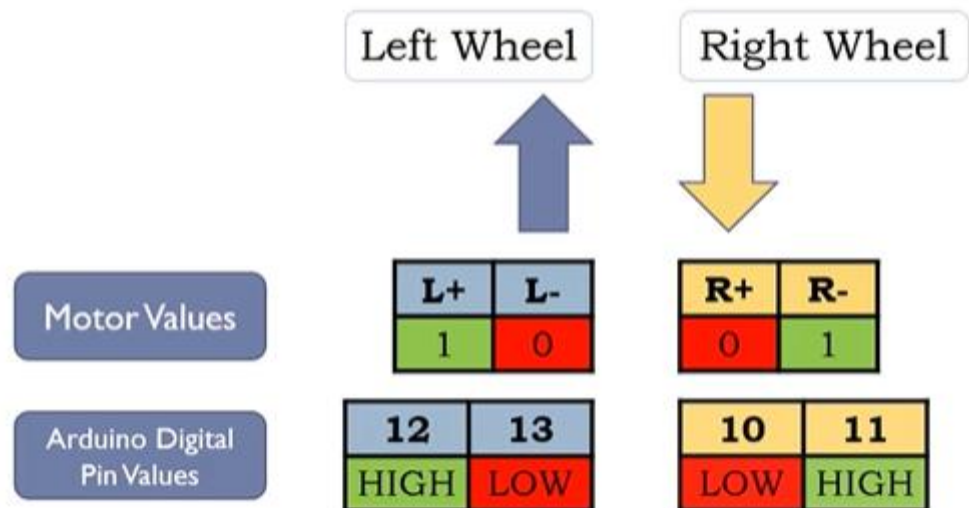 Left Wheel
Right Wheel
Motor Values
L+ L-
1 0
R+ R-
0 1
Arduino Digital
Pin Values
12 13
HIGH LOW
10 11
LOW HIGH